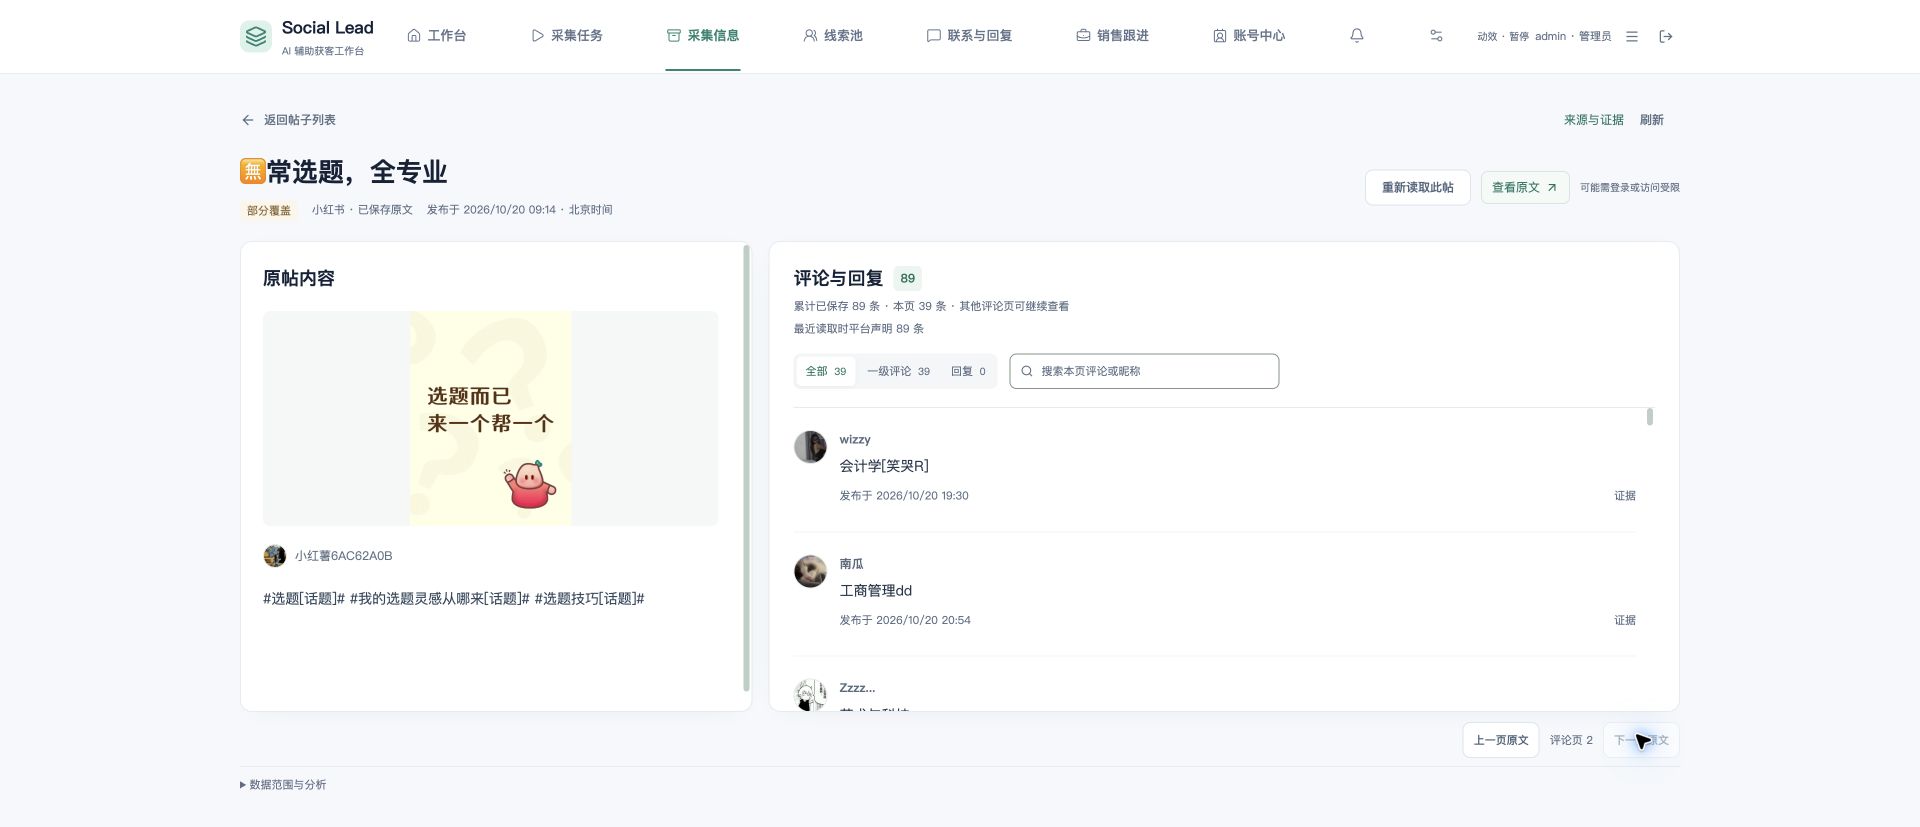 Social Lead
AI 辅助获客工作台
工作台
采集任务
采集信息
线索池
联系与回复
销售跟进
账号中心
动效 · 暂停 admin · 管理员
返回帖子列表
来源与证据 刷新
🈚常选题，全专业
重新读取此帖
查看原文
可能需登录或访问受限
部分覆盖 小红书 · 已保存原文 发布于 2026/10/20 09:14 · 北京时间
原帖内容
选题而已
来一个帮一个
小红薯6AC62A0B
#选题[话题]# #我的选题灵感从哪来[话题]# #选题技巧[话题]#
评论与回复 89
累计已保存 89 条 · 本页 39 条 · 其他评论页可继续查看
最近读取时平台声明 89 条
全部 39 一级评论 39 回复 0
搜索本页评论或昵称
wizzy
会计学[笑哭R]
发布于 2026/10/20 19:30 证据
南瓜
工商管理dd
发布于 2026/10/20 20:54 证据
Zzzz...
上一页原文 评论页 2
数据范围与分析